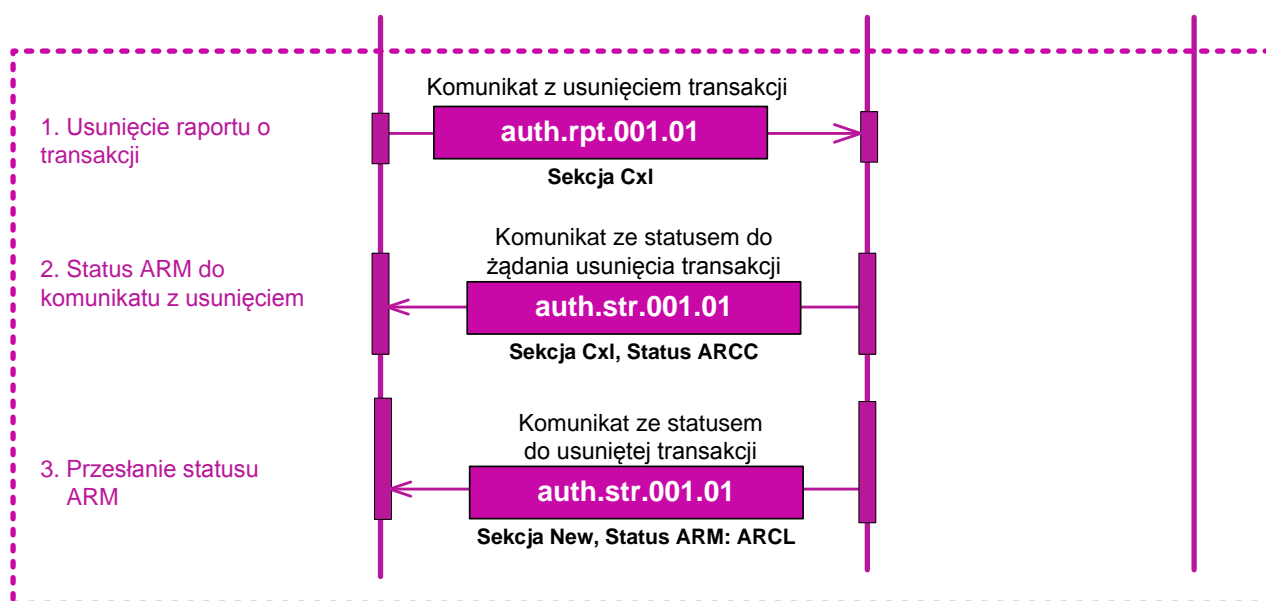 Komunikat z usunięciem transakcji
1. Usunięcie raportu o
transakcji
auth.rpt.001.01
Sekcja Cxl
Komunikat ze statusem do
żądania usunięcia transakcji
2. Status ARM do
komunikatu z usunięciem
auth.str.001.01
Sekcja Cxl, Status ARCC
Komunikat ze statusem
do usuniętej transakcji
3. Przesłanie statusu
ARM
auth.str.001.01
Sekcja New, Status ARM: ARCL